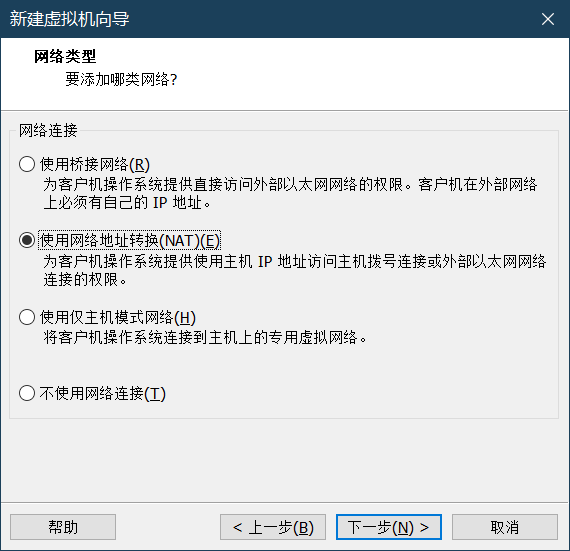 新建虚拟机向导
网络类型
要添加哪类网络?
网络连接
使用桥接网络(R)
为客户机操作系统提供直接访问外部以太网网络的权限。客户机在外部网络
上必须有自己的 IP 地址。
使用网络地址转换(NAT)(E)
为客户机操作系统提供使用主机 IP 地址访问主机拨号连接或外部以太网网络
连接的权限。
使用仅主机模式网络(H)
将客户机操作系统连接到主机上的专用虚拟网络。
不使用网络连接(T)
帮助
< 上一步(B)
下一步(N) >
取消